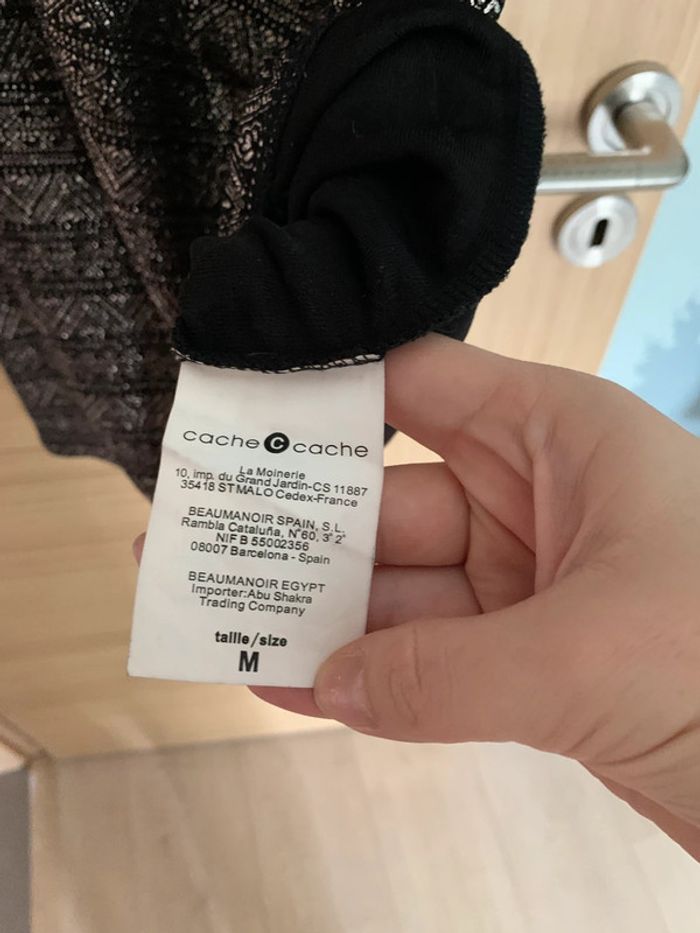 cache C cache
La Moinerie
10, imp. du Grand Jardin-CS 11887
35418 ST MALO Cedex-France
BEAUMANOIR SPAIN, S.L.
Rambla Cataluña, N°60, 3° 2ª
NIF B 55002356
08007 Barcelona - Spain
BEAUMANOIR EGYPT
Importer:Abu Shakra
Trading Company
taille/size
M